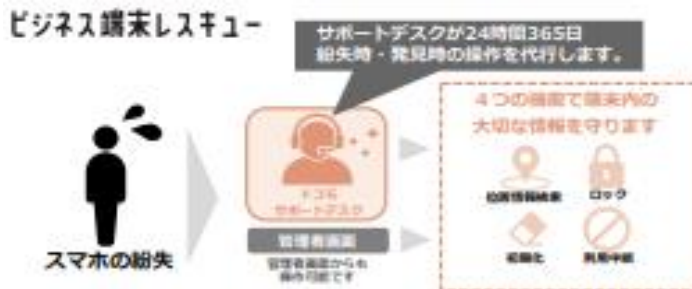 ビジネス端末レスキュー
サポートデスクが24時間365日
紛失時・発見時の操作を代行します。
4つの機能で端末内の
大切な情報を守ります
ドコモ
サポートデスク
位置情報検索
ロック
管理者画面
管理者画面からも
操作可能です
初期化
利用中断
スマホの紛失